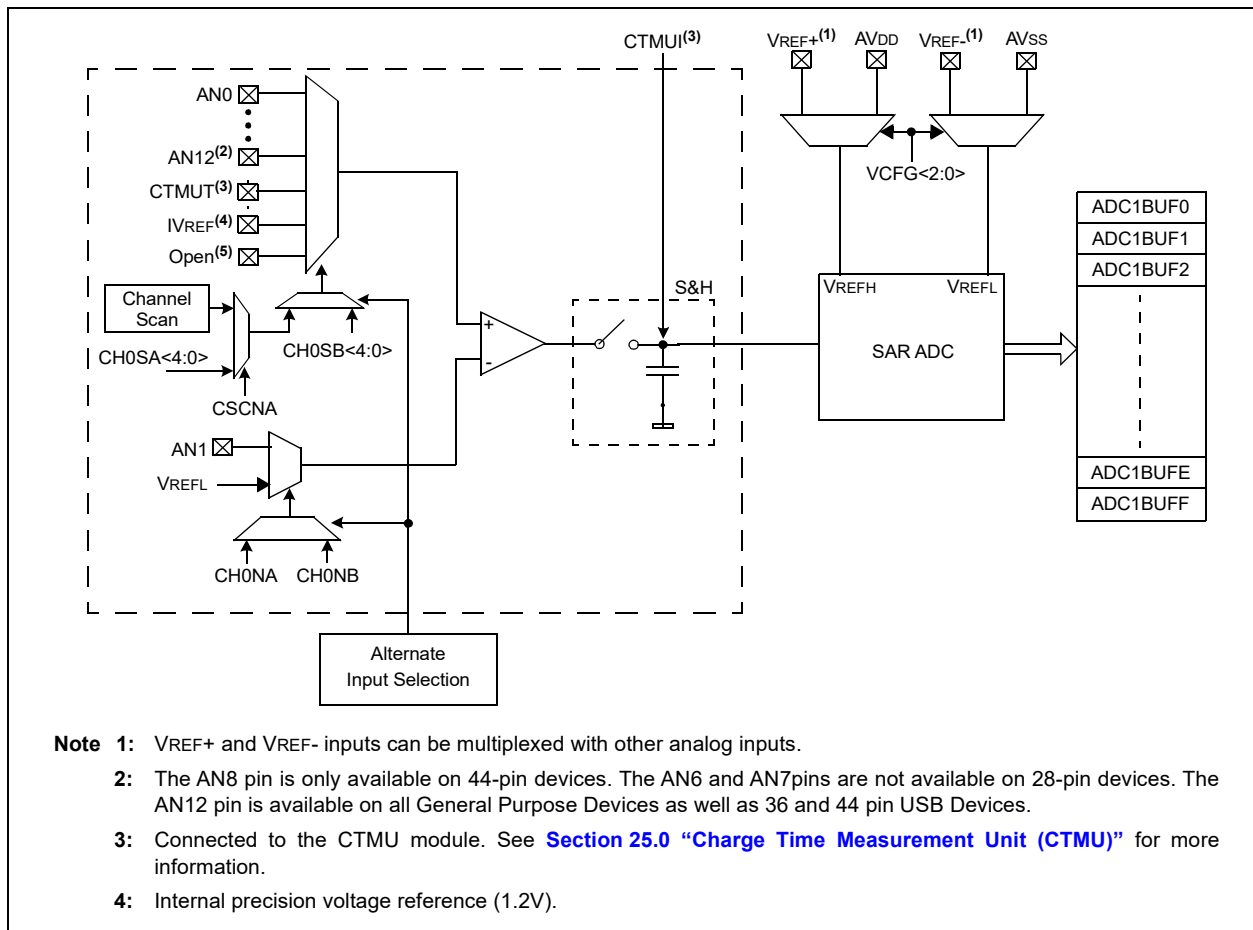 CTMUI(3)
VREF+(1)
AVDD
VREF-(1)
AVSS
AN0
AN12(2)
CTMUT(3)
IVREF(4)
Open(5)
VCFG<2:0>
ADC1BUF0
ADC1BUF1
ADC1BUF2
Channel
Scan
S&H
VREFH
VREFL
CH0SA<4:0>
CH0SB<4:0>
+
-
SAR ADC
CSCNA
AN1
VREFL
ADC1BUFE
ADC1BUFF
CH0NA
CH0NB
Alternate
Input Selection
Note 1: VREF+ and VREF- inputs can be multiplexed with other analog inputs.
2: The AN8 pin is only available on 44-pin devices. The AN6 and AN7pins are not available on 28-pin devices. The
AN12 pin is available on all General Purpose Devices as well as 36 and 44 pin USB Devices.
3: Connected to the CTMU module. See Section 25.0 “Charge Time Measurement Unit (CTMU)” for more
information.
4: Internal precision voltage reference (1.2V).